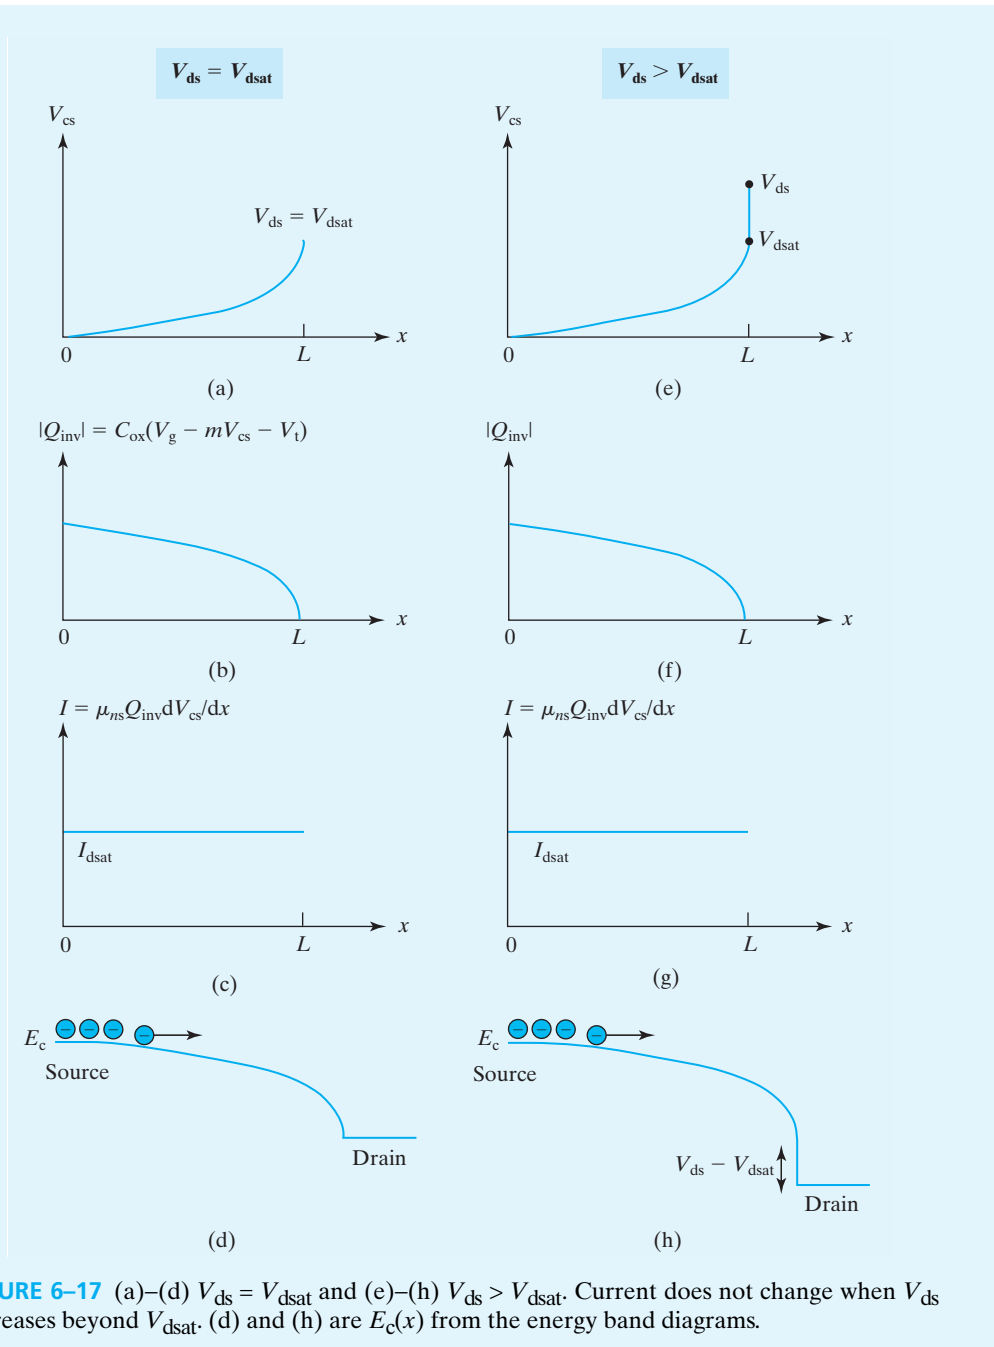 V_ds = V_dsat
V_ds > V_dsat
V_cs
V_ds = V_dsat
0
L
x
(a)
V_cs
V_ds
V_dsat
0
L
x
(e)
|Q_inv| = C_ox(V_g − mV_cs − V_t)
0
L
x
(b)
|Q_inv|
0
L
x
(f)
I = μ_ns Q_inv dV_cs/dx
I_dsat
0
L
x
(c)
I = μ_ns Q_inv dV_cs/dx
I_dsat
0
L
x
(g)
E_c
− − − −
Source
Drain
(d)
E_c
− − − −
Source
V_ds − V_dsat
Drain
(h)
URE 6–17 (a)–(d) V_ds = V_dsat and (e)–(h) V_ds > V_dsat. Current does not change when V_ds
reases beyond V_dsat. (d) and (h) are E_c(x) from the energy band diagrams.